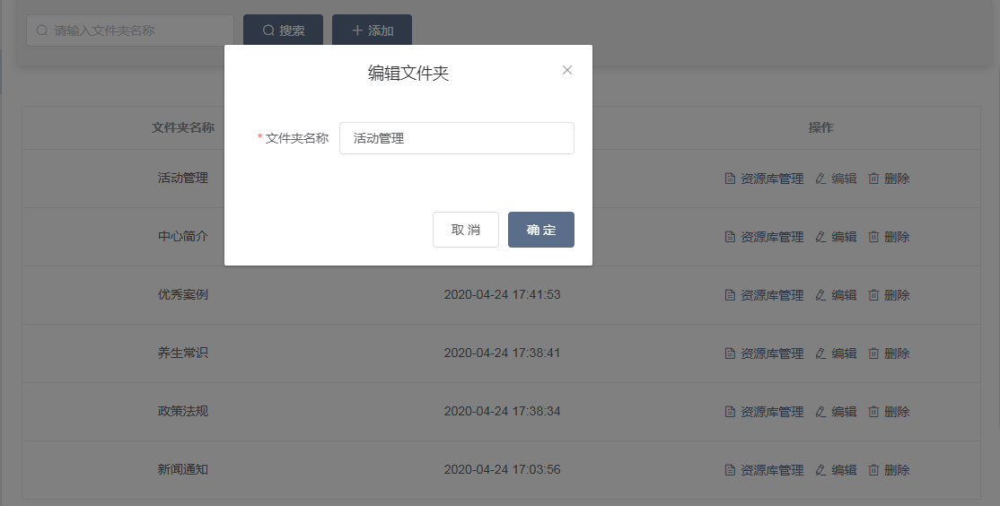 请输入文件夹名称 搜索 添加
编辑文件夹
文件夹名称 操作
* 文件夹名称 活动管理
活动管理 资源库管理 编辑 删除
取消 确定
中心简介 资源库管理 编辑 删除
优秀案例 2020-04-24 17:41:53 资源库管理 编辑 删除
养生常识 2020-04-24 17:38:41 资源库管理 编辑 删除
政策法规 2020-04-24 17:38:34 资源库管理 编辑 删除
新闻通知 2020-04-24 17:03:56 资源库管理 编辑 删除